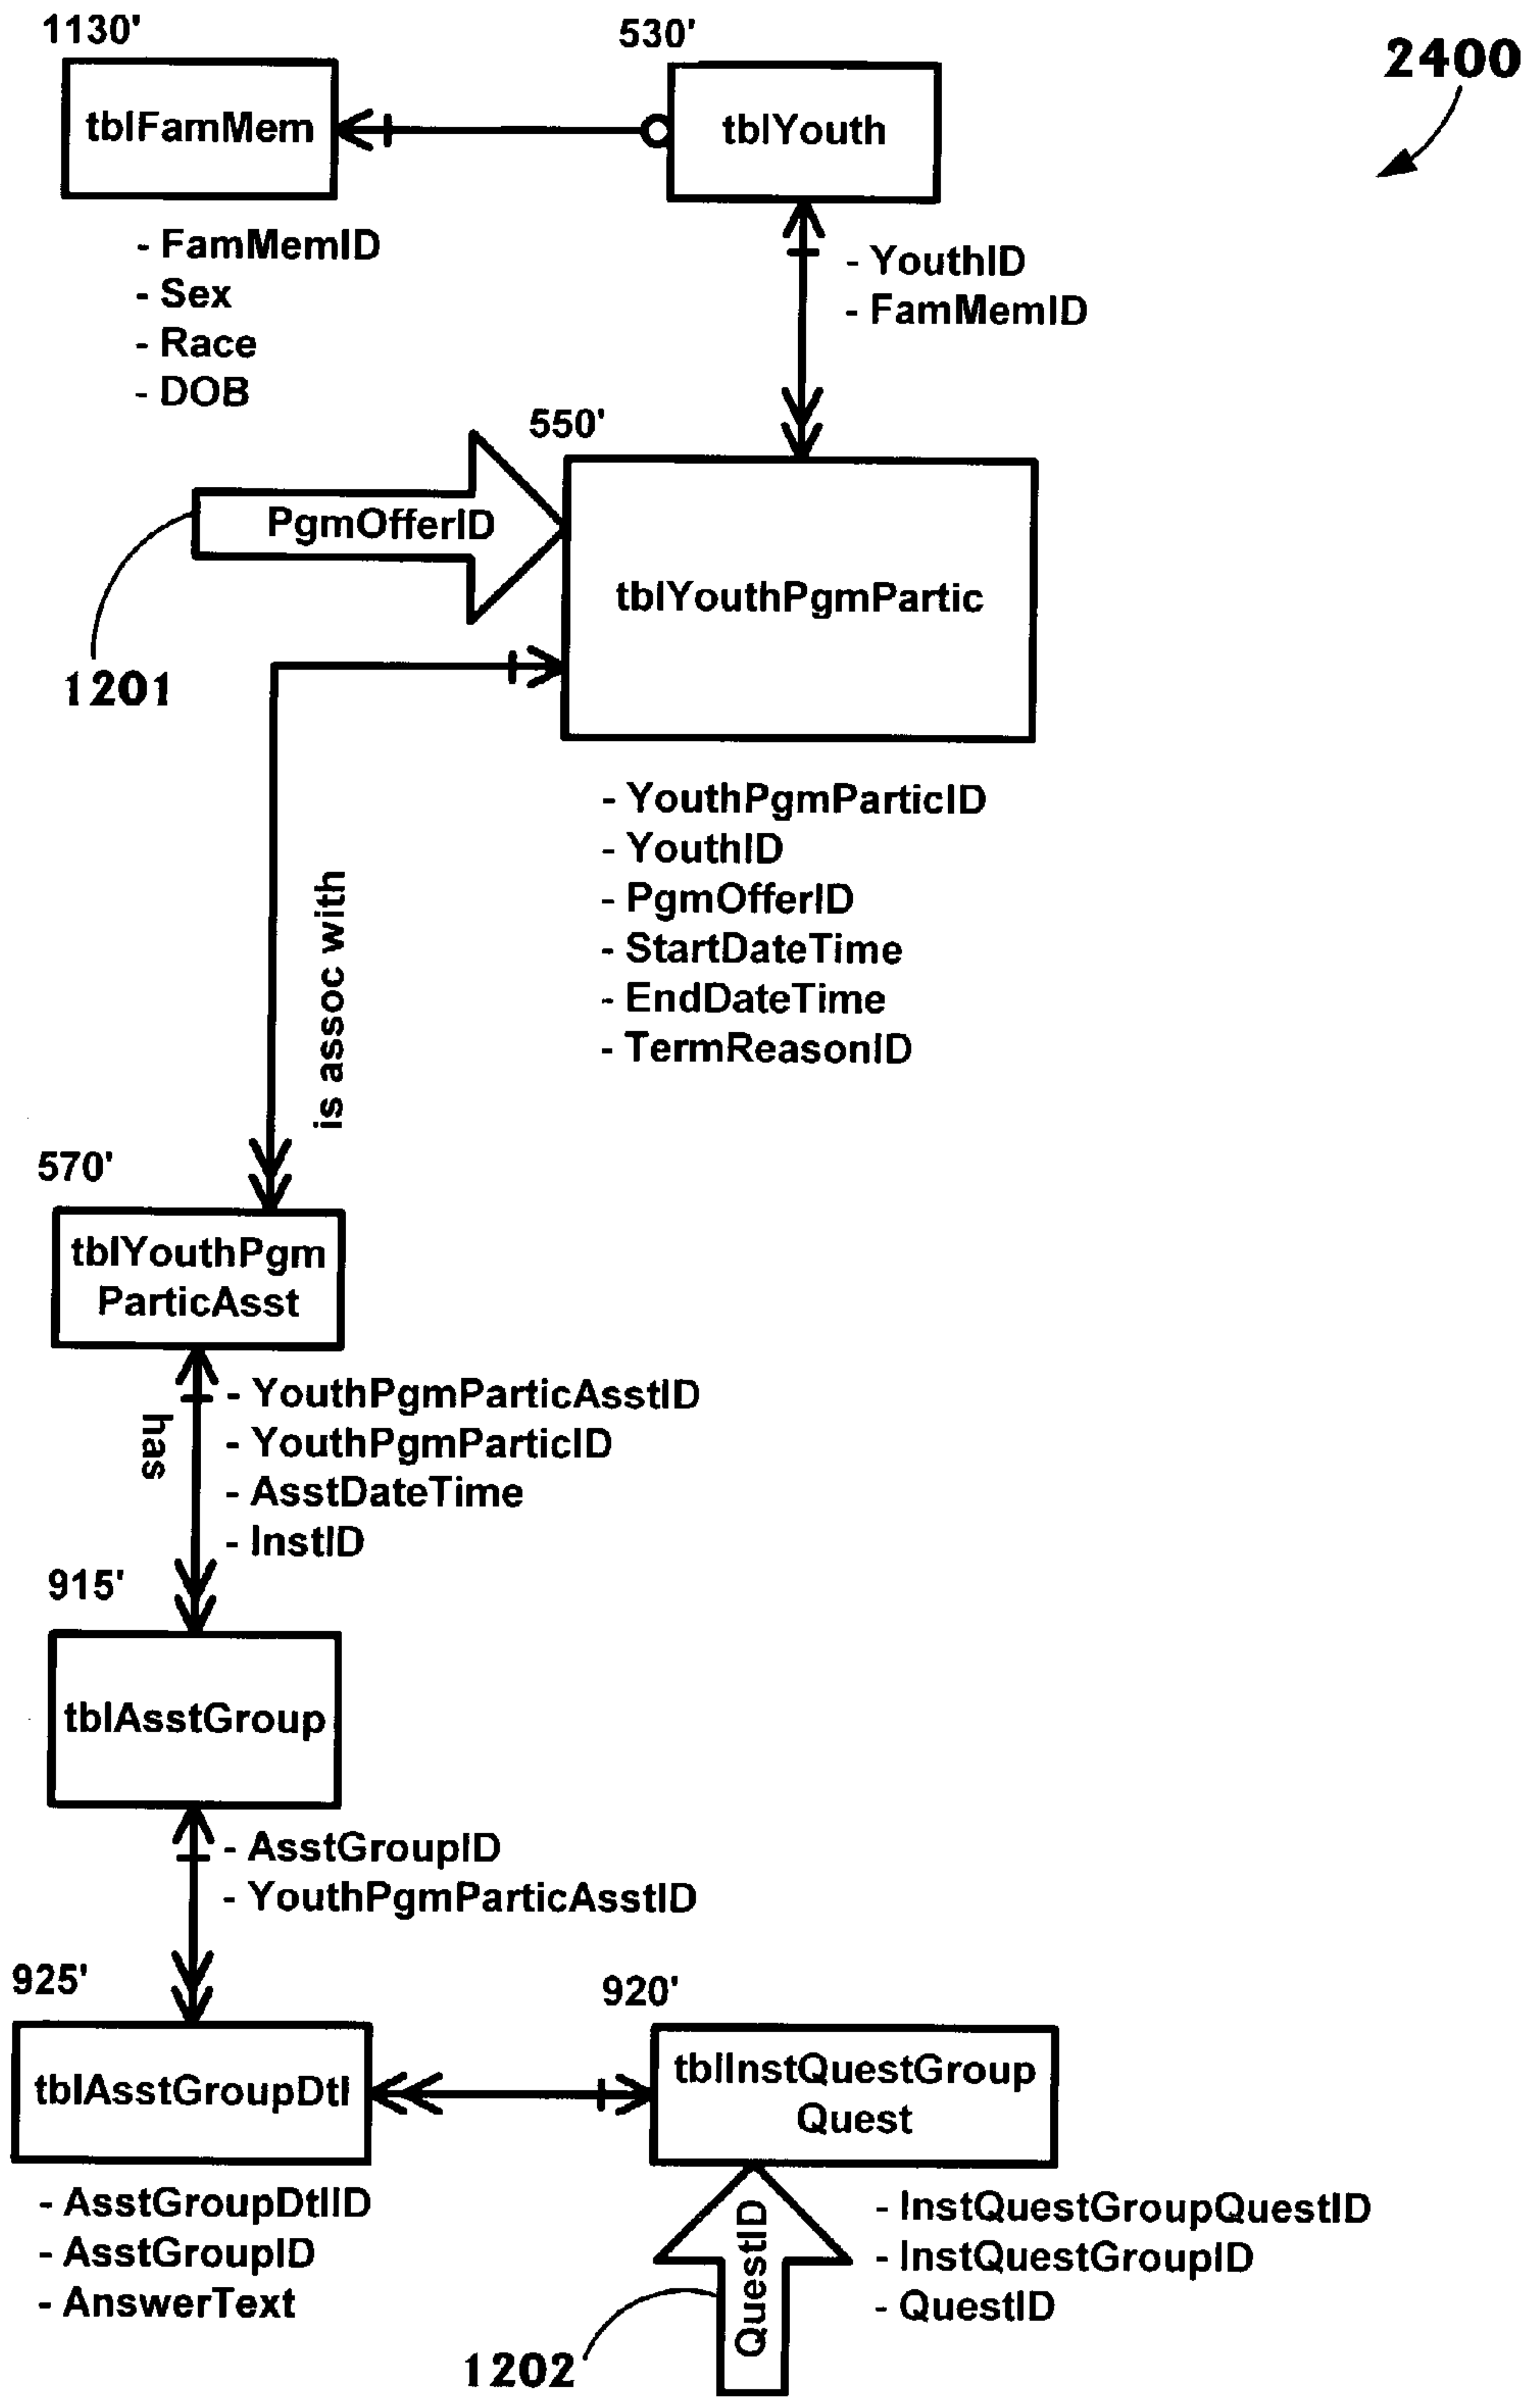 1130'
530'
2400
tblFamMem
tblYouth
- FamMemID
- Sex
- Race
- DOB
- YouthID
- FamMemID
550'
PgmOfferID
tblYouthPgmPartic
1201
- YouthPgmParticID
- YouthID
- PgmOfferID
- StartDateTime
- EndDateTime
- TermReasonID
is assoc with
570'
tblYouthPgm
ParticAsst
has
- YouthPgmParticAsstID
- YouthPgmParticID
- AsstDateTime
- InstID
915'
tblAsstGroup
- AsstGroupID
- YouthPgmParticAsstID
925'
920'
tblAsstGroupDtl
tblInstQuestGroup
Quest
- AsstGroupDtlID
- AsstGroupID
- AnswerText
QuestID
- InstQuestGroupQuestID
- InstQuestGroupID
- QuestID
1202